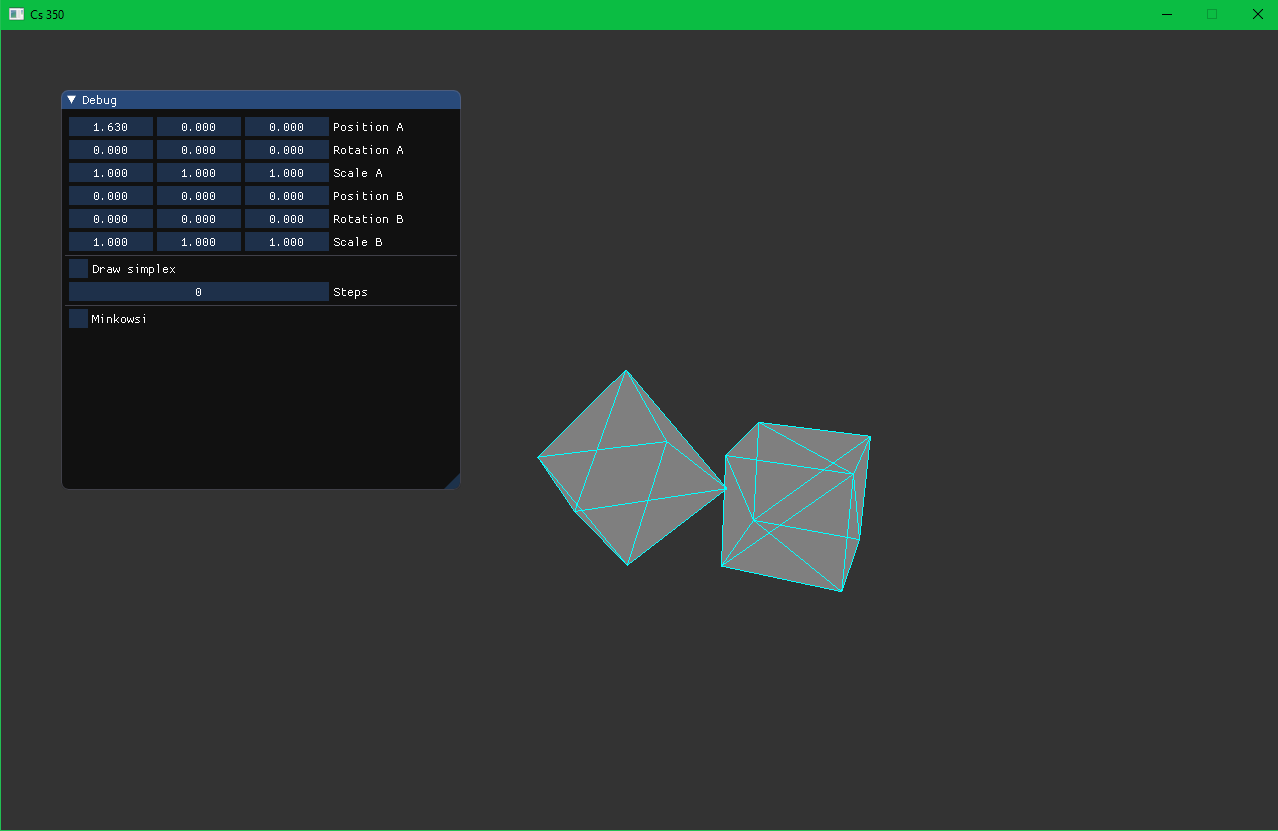 Cs 350
Debug
1.630 0.000 0.000 Position A
0.000 0.000 0.000 Rotation A
1.000 1.000 1.000 Scale A
0.000 0.000 0.000 Position B
0.000 0.000 0.000 Rotation B
1.000 1.000 1.000 Scale B
Draw simplex
0 Steps
Minkowsi